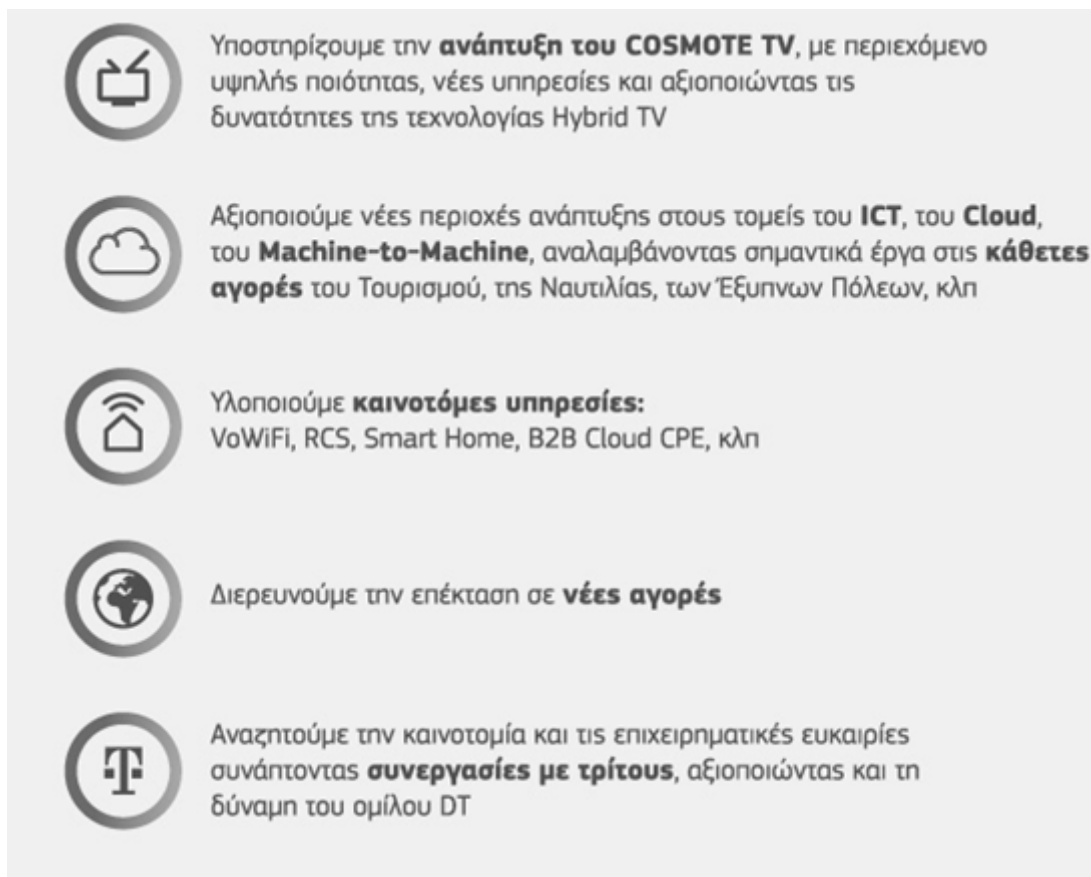 Υποστηρίζουμε την ανάπτυξη του COSMOTE TV, με περιεχόμενο
υψηλής ποιότητας, νέες υπηρεσίες και αξιοποιώντας τις
δυνατότητες της τεχνολογίας Hybrid TV
Αξιοποιούμε νέες περιοχές ανάπτυξης στους τομείς του ICT, του Cloud,
του Machine-to-Machine, αναλαμβάνοντας σημαντικά έργα στις κάθετες
αγορές του Τουρισμού, της Ναυτιλίας, των Έξυπνων Πόλεων, κλπ
Υλοποιούμε καινοτόμες υπηρεσίες:
VoWiFi, RCS, Smart Home, B2B Cloud CPE, κλπ
Διερευνούμε την επέκταση σε νέες αγορές
T
Αναζητούμε την καινοτομία και τις επιχειρηματικές ευκαιρίες
συνάπτοντας συνεργασίες με τρίτους, αξιοποιώντας και τη
δύναμη του ομίλου DT